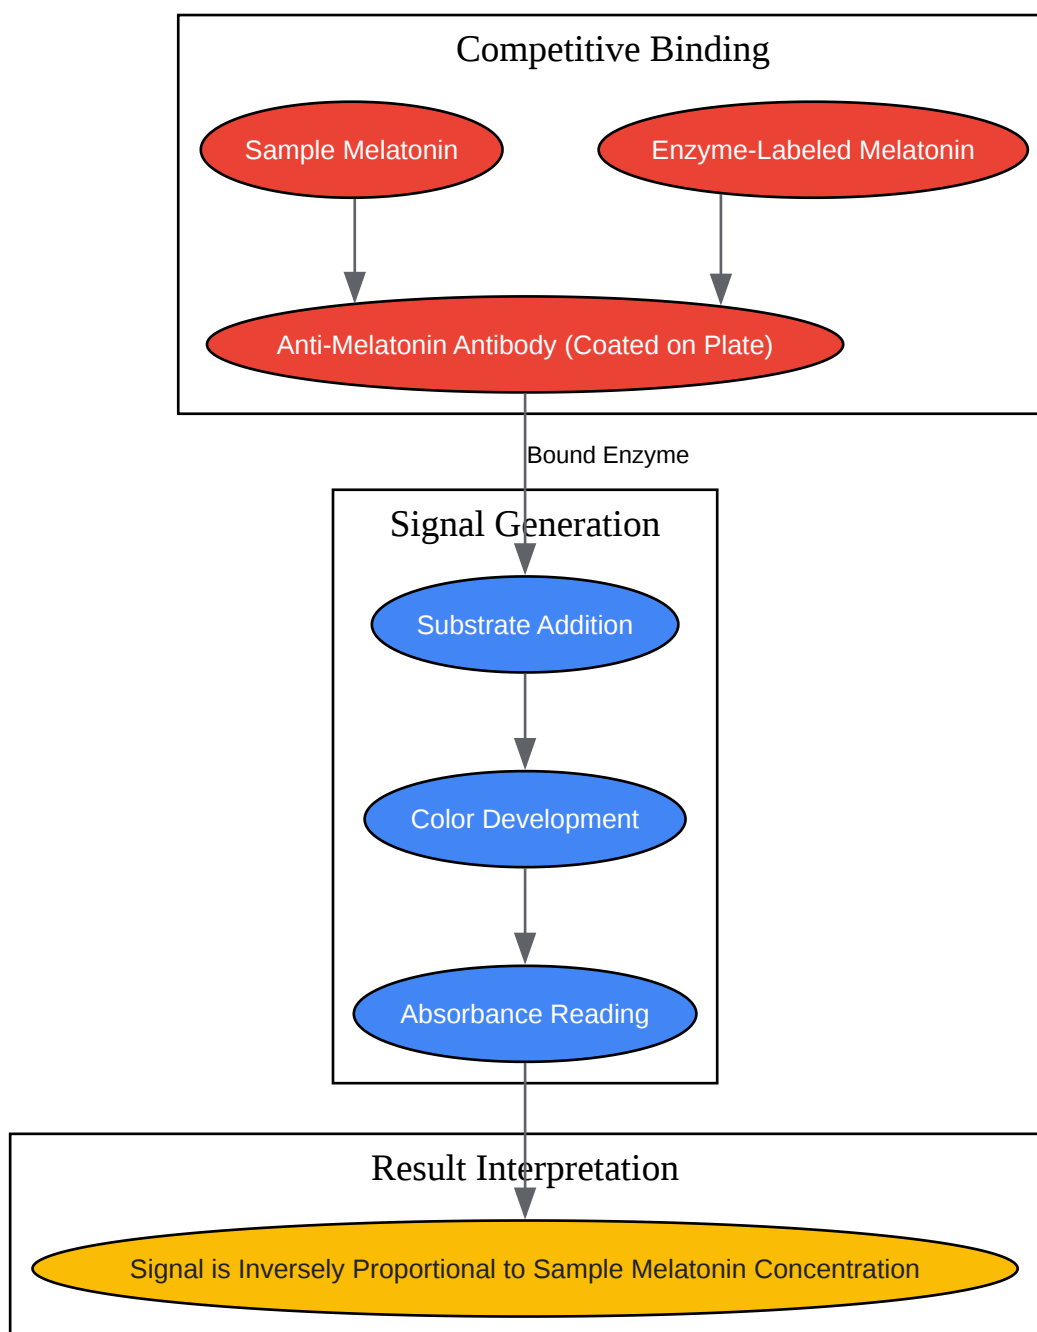 Competitive Binding
Sample Melatonin
Enzyme-Labeled Melatonin
Anti-Melatonin Antibody (Coated on Plate)
Bound Enzyme
Signal Generation
Substrate Addition
Color Development
Absorbance Reading
Result Interpretation
Signal is Inversely Proportional to Sample Melatonin Concentration